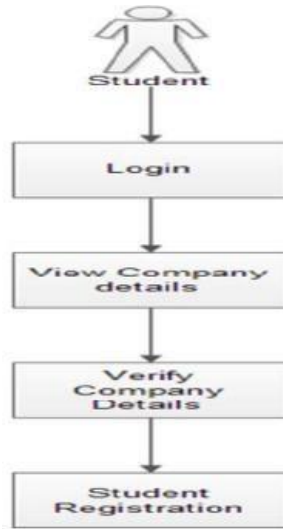 Student
Login
View Company
details
Verify
Company
Details
Student
Registration